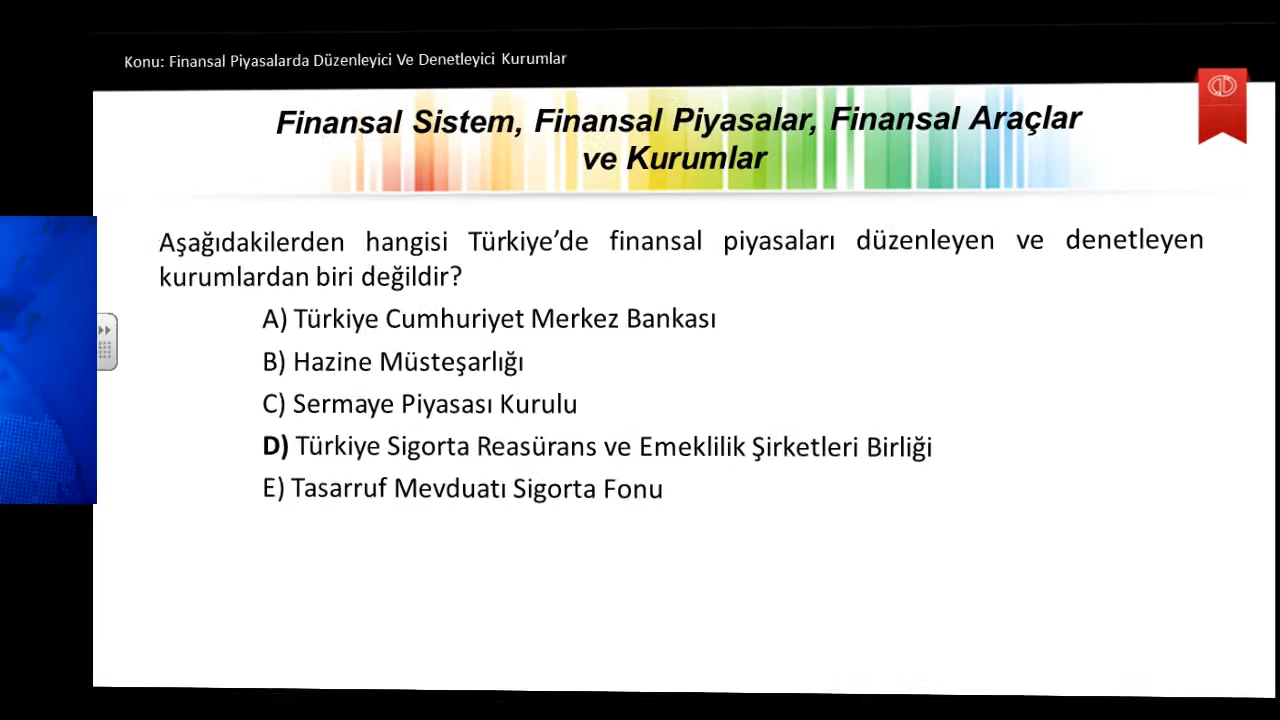 Konu: Finansal Piyasalarda Düzenleyici Ve Denetleyici Kurumlar
Finansal Sistem, Finansal Piyasalar, Finansal Araçlar
ve Kurumlar
Aşağıdakilerden hangisi Türkiye’de finansal piyasaları düzenleyen ve denetleyen
kurumlardan biri değildir?
A) Türkiye Cumhuriyet Merkez Bankası
B) Hazine Müsteşarlığı
C) Sermaye Piyasası Kurulu
D) Türkiye Sigorta Reasürans ve Emeklilik Şirketleri Birliği
E) Tasarruf Mevduatı Sigorta Fonu